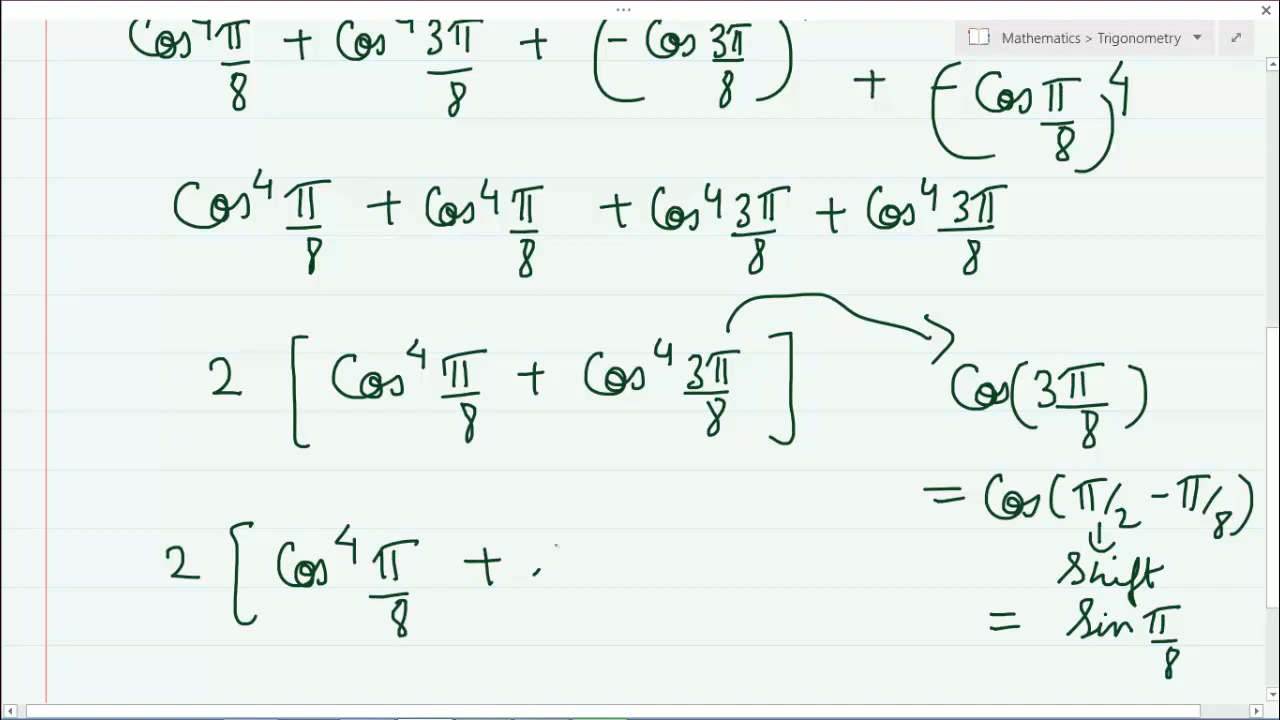 Mathematics > Trigonometry
Cos⁴ π/8 + Cos⁴ 3π/8 + (- Cos 3π/8) + (- Cos π/8)⁴
Cos⁴ π/8 + Cos⁴ π/8 + Cos⁴ 3π/8 + Cos⁴ 3π/8
2 [ Cos⁴ π/8 + Cos⁴ 3π/8 ]
Cos(3π/8)
= Cos(π/2 - π/8)
Shift
= Sin π/8
2 [ Cos⁴ π/8 +